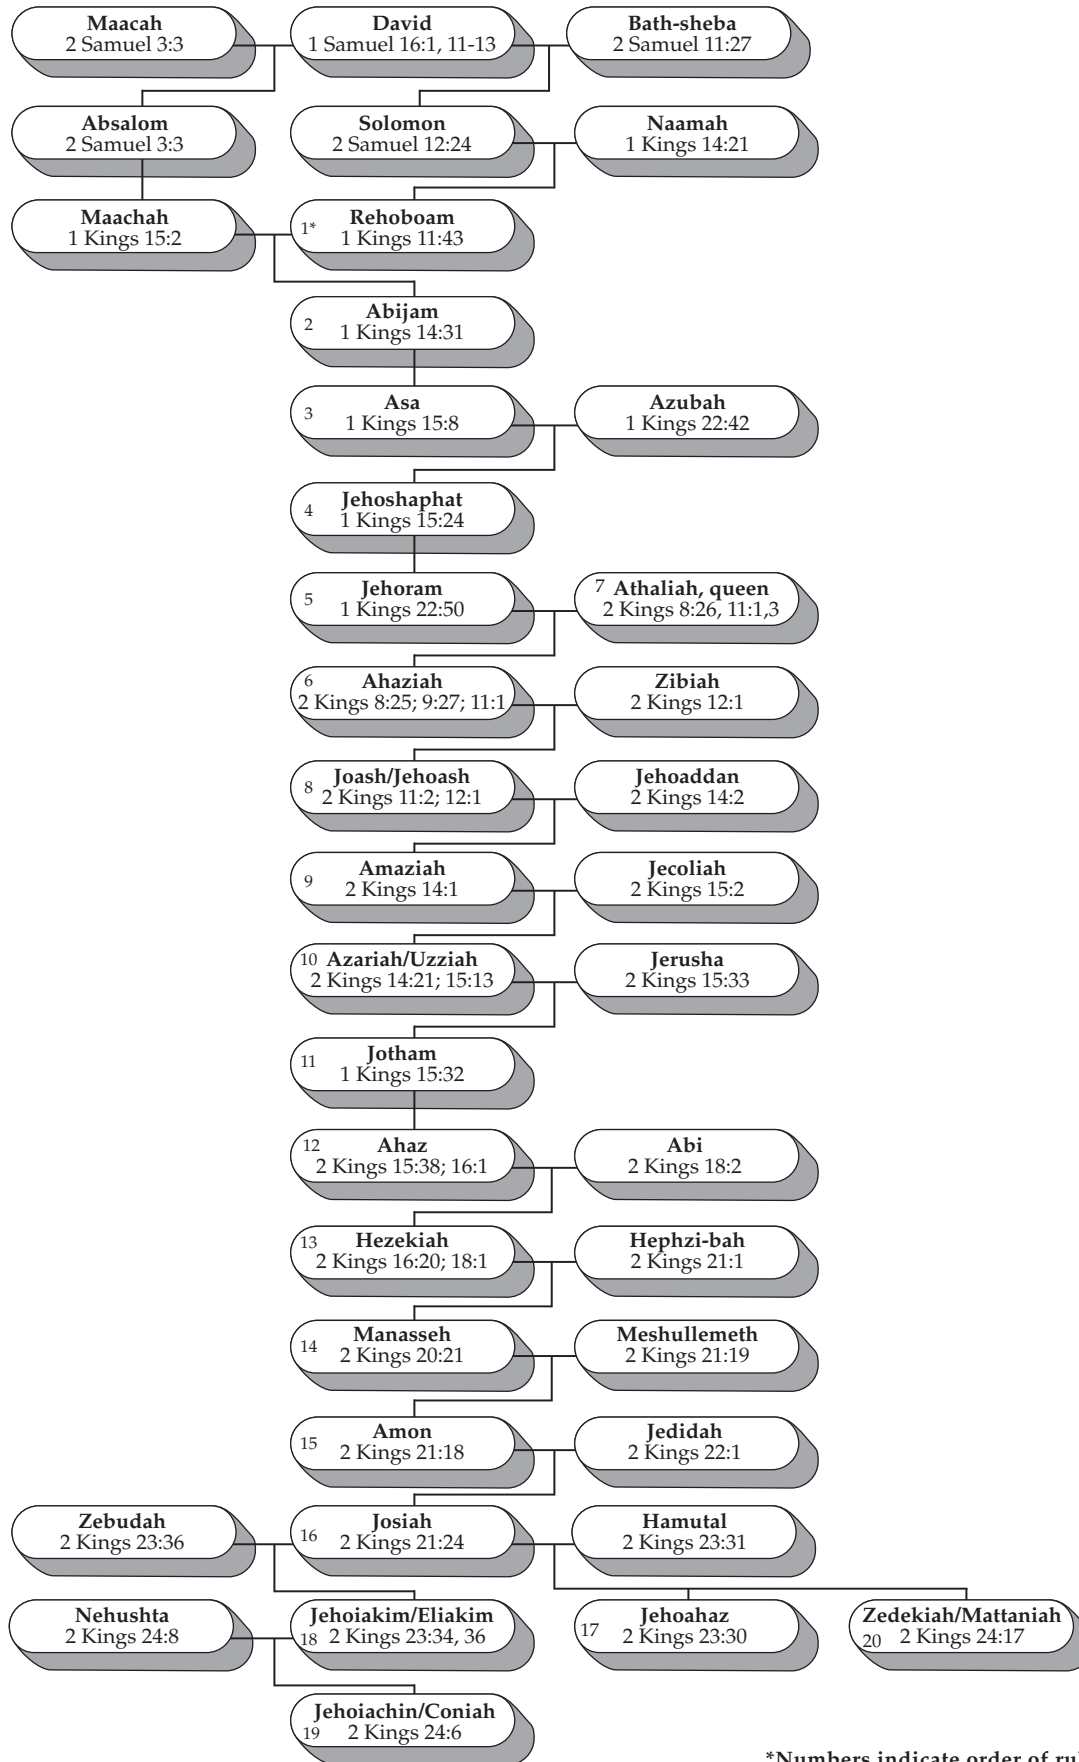 Maacah
2 Samuel 3:3
David
1 Samuel 16:1, 11-13
Bath-sheba
2 Samuel 11:27
Absalom
2 Samuel 3:3
Solomon
2 Samuel 12:24
Naamah
1 Kings 14:21
Maachah
1 Kings 15:2
1* Rehoboam
1 Kings 11:43
2 Abijam
1 Kings 14:31
3 Asa
1 Kings 15:8
Azubah
1 Kings 22:42
4 Jehoshaphat
1 Kings 15:24
5 Jehoram
1 Kings 22:50
7 Athaliah, queen
2 Kings 8:26, 11:1,3
6 Ahaziah
2 Kings 8:25; 9:27; 11:1
Zibiah
2 Kings 12:1
8 Joash/Jehoash
2 Kings 11:2; 12:1
Jehoaddan
2 Kings 14:2
9 Amaziah
2 Kings 14:1
Jecoliah
2 Kings 15:2
10 Azariah/Uzziah
2 Kings 14:21; 15:13
Jerusha
2 Kings 15:33
11 Jotham
1 Kings 15:32
12 Ahaz
2 Kings 15:38; 16:1
Abi
2 Kings 18:2
13 Hezekiah
2 Kings 16:20; 18:1
Hephzi-bah
2 Kings 21:1
14 Manasseh
2 Kings 20:21
Meshullemeth
2 Kings 21:19
15 Amon
2 Kings 21:18
Jedidah
2 Kings 22:1
Zebudah
2 Kings 23:36
16 Josiah
2 Kings 21:24
Hamutal
2 Kings 23:31
Nehushta
2 Kings 24:8
Jehoiakim/Eliakim
18 2 Kings 23:34, 36
17 Jehoahaz
2 Kings 23:30
Zedekiah/Mattaniah
20 2 Kings 24:17
Jehoiachin/Coniah
19 2 Kings 24:6
*Numbers indicate order of